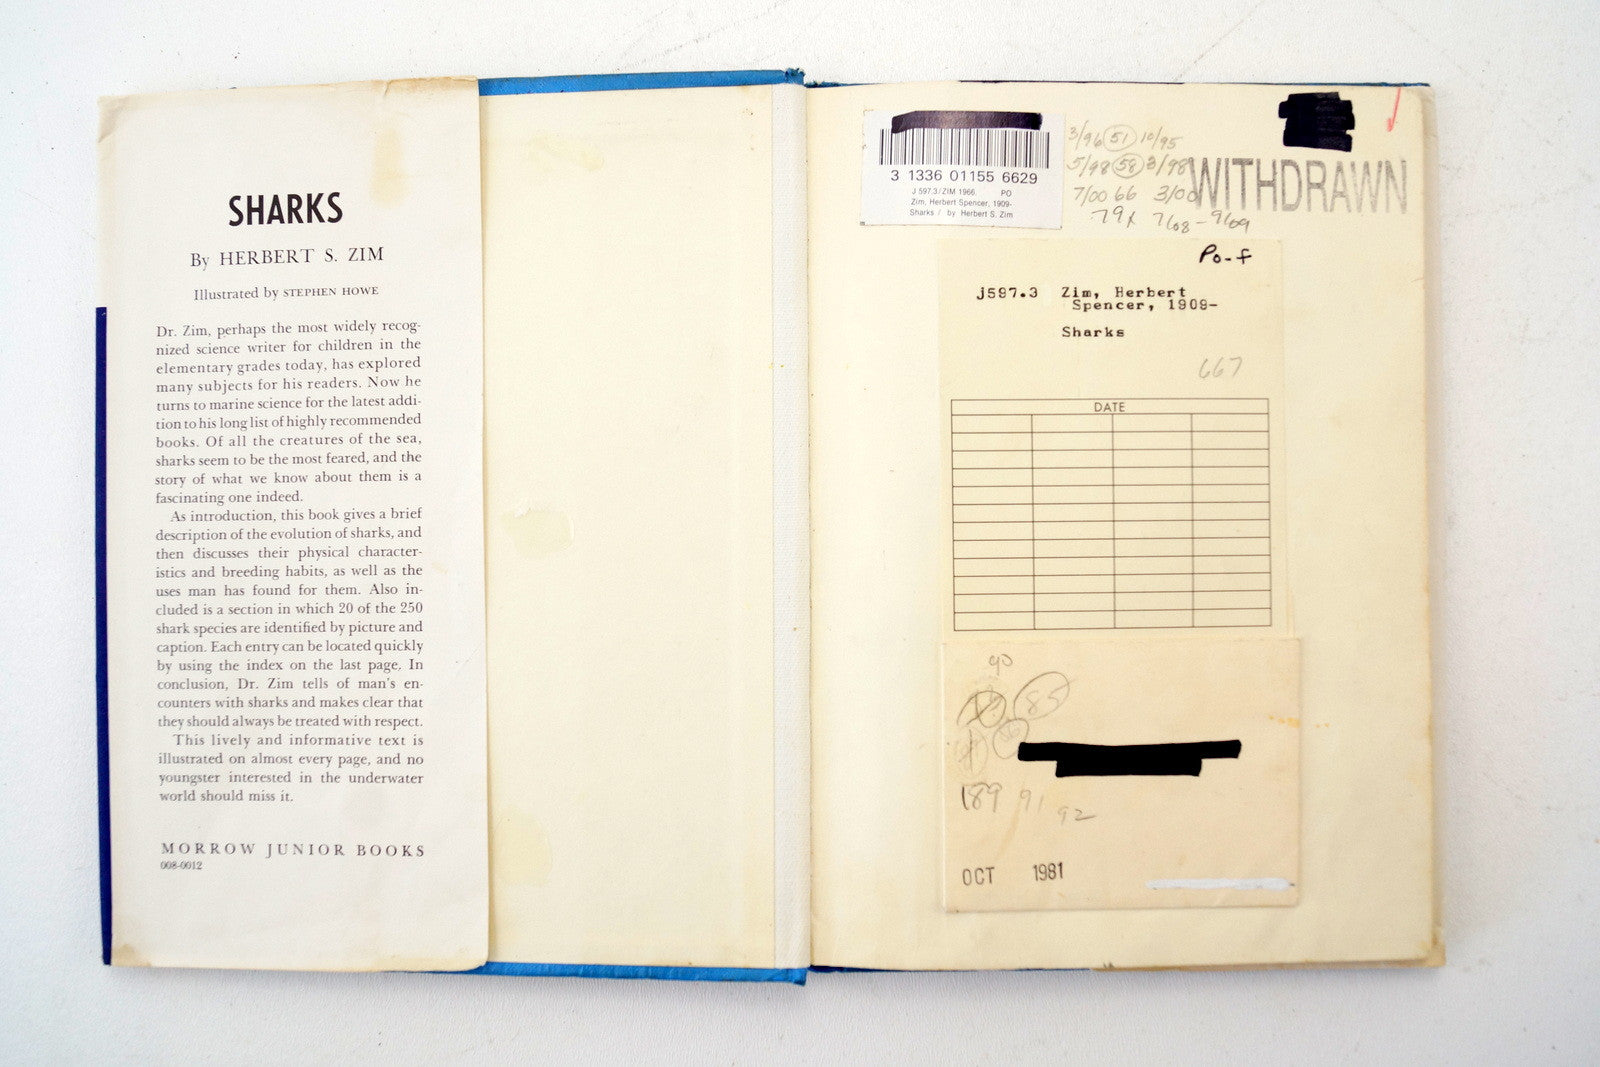 SHARKS
By HERBERT S. ZIM
Illustrated by STEPHEN HOWE
Dr. Zim, perhaps the most widely recog-
nized science writer for children in the
elementary grades today, has explored
many subjects for his readers. Now he
turns to marine science for the latest addi-
tion to his long list of highly recommended
books. Of all the creatures of the sea,
sharks seem to be the most feared, and the
story of what we know about them is a
fascinating one indeed.
As introduction, this book gives a brief
description of the evolution of sharks, and
then discusses their physical character-
istics and breeding habits, as well as the
uses man has found for them. Also in-
cluded is a section in which 20 of the 250
shark species are identified by picture and
caption. Each entry can be located quickly
by using the index on the last page. In
conclusion, Dr. Zim tells of man's en-
counters with sharks and makes clear that
they should always be treated with respect.
This lively and informative text is
illustrated on almost every page, and no
youngster interested in the underwater
world should miss it.
MORROW JUNIOR BOOKS
008-0012
3 1336 01155 6629
J 597.3/ZIM 1966. PO
Zim, Herbert Spencer, 1909-
Sharks / by Herbert S. Zim
3/96 51 10/95
5/98 58 3/98
7/00 66 3/00
79x 7/08-9/09
WITHDRAWN
Po-f
j597.3 Zim, Herbert
Spencer, 1909-
Sharks
667
DATE
90
85
189 91
92
OCT 1981